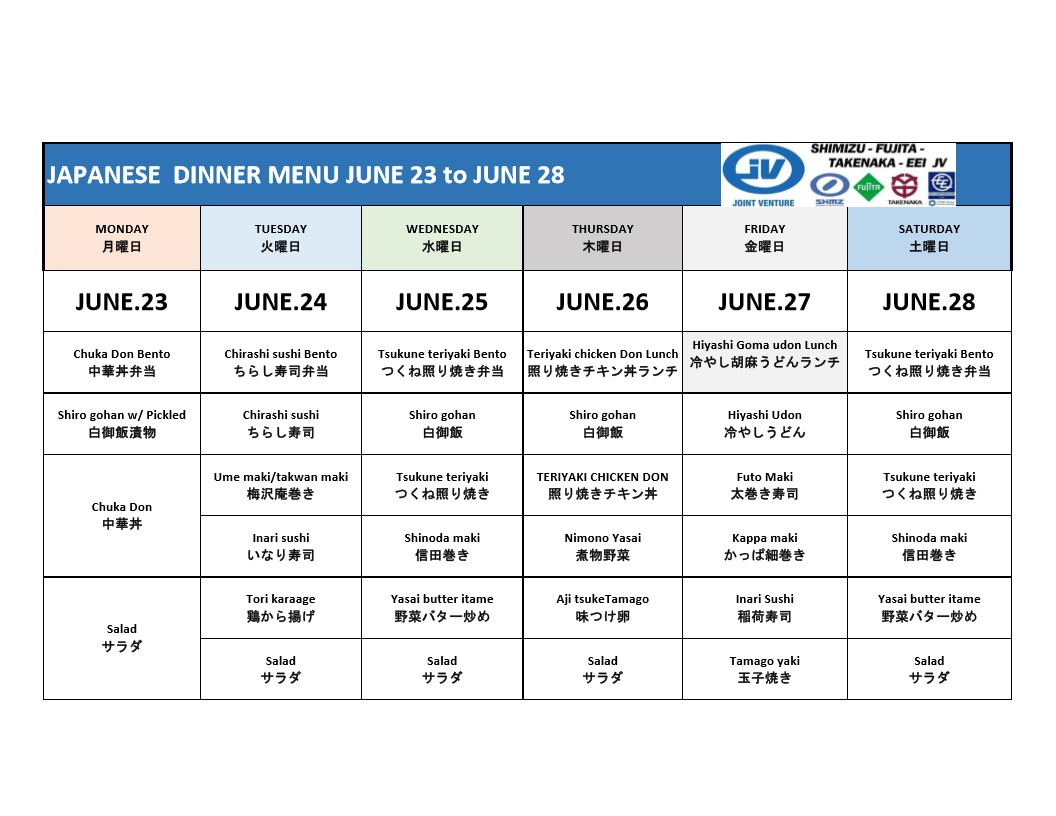 JAPANESE DINNER MENU JUNE 23 to JUNE 28
JV
JOINT VENTURE
SHIMIZU - FUJITA -
TAKENAKA - EEI JV
SHMZ
FUJITA
TAKENAKA
MONDAY
月曜日
TUESDAY
火曜日
WEDNESDAY
水曜日
THURSDAY
木曜日
FRIDAY
金曜日
SATURDAY
土曜日
JUNE.23
JUNE.24
JUNE.25
JUNE.26
JUNE.27
JUNE.28
Chuka Don Bento
中華丼弁当
Chirashi sushi Bento
ちらし寿司弁当
Tsukune teriyaki Bento
つくね照り焼き弁当
Teriyaki chicken Don Lunch
照り焼きチキン丼ランチ
Hiyashi Goma udon Lunch
冷やし胡麻うどんランチ
Tsukune teriyaki Bento
つくね照り焼き弁当
Shiro gohan w/ Pickled
白御飯漬物
Chirashi sushi
ちらし寿司
Shiro gohan
白御飯
Shiro gohan
白御飯
Hiyashi Udon
冷やしうどん
Shiro gohan
白御飯
Chuka Don
中華丼
Ume maki/takwan maki
梅沢庵巻き
Tsukune teriyaki
つくね照り焼き
TERIYAKI CHICKEN DON
照り焼きチキン丼
Futo Maki
太巻き寿司
Tsukune teriyaki
つくね照り焼き
Inari sushi
いなり寿司
Shinoda maki
信田巻き
Nimono Yasai
煮物野菜
Kappa maki
かっぱ細巻き
Shinoda maki
信田巻き
Salad
サラダ
Tori karaage
鶏から揚げ
Yasai butter itame
野菜バター炒め
Aji tsukeTamago
味つけ卵
Inari Sushi
稲荷寿司
Yasai butter itame
野菜バター炒め
Salad
サラダ
Salad
サラダ
Salad
サラダ
Tamago yaki
玉子焼き
Salad
サラダ